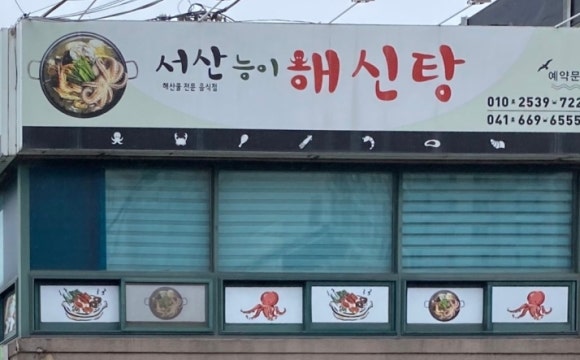 서산 능이 해신탕
해산물 전문 음식점
예약문
010 2539 722
041 669 6555